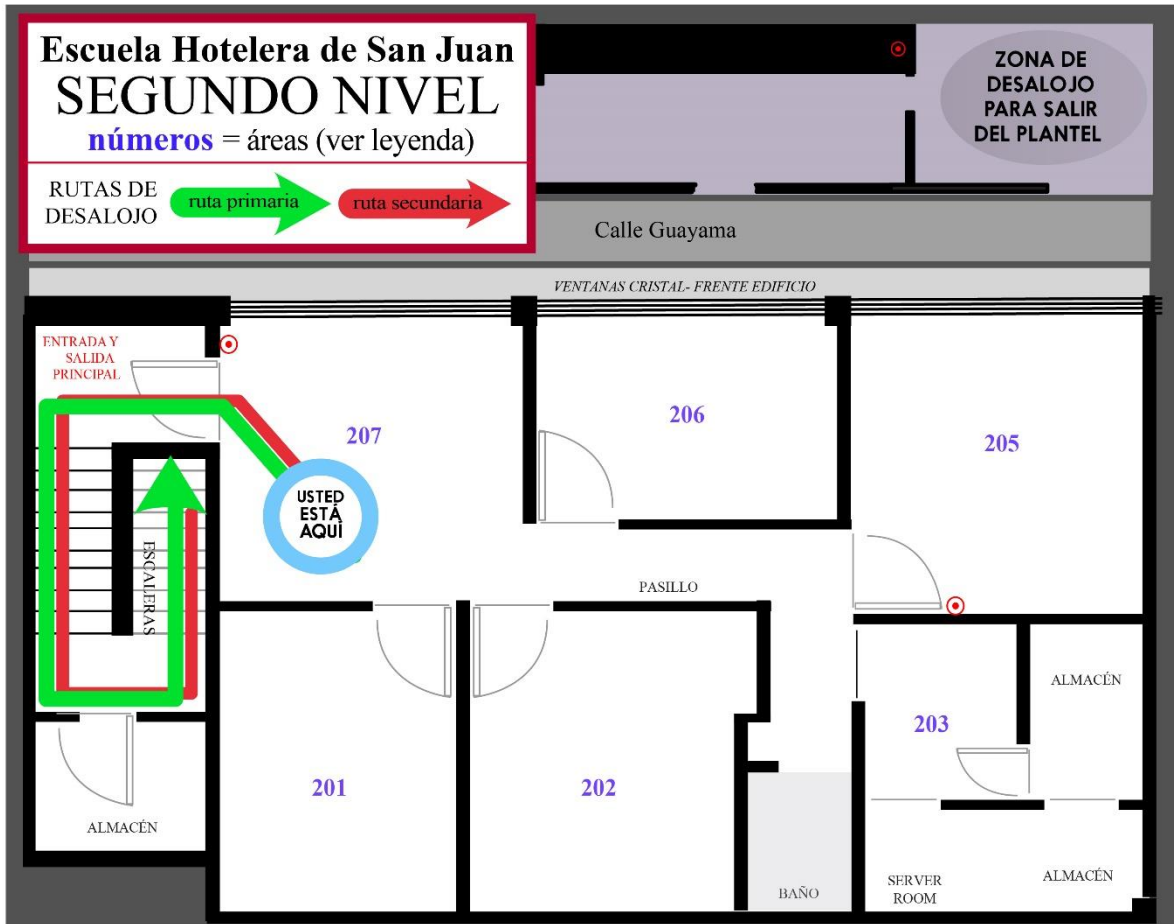 Escuela Hotelera de San Juan
SEGUNDO NIVEL
números = áreas (ver leyenda)
RUTAS DE
DESALOJO
ruta primaria
ruta secundaria
ZONA DE
DESALOJO
PARA SALIR
DEL PLANTEL
Calle Guayama
VENTANAS CRISTAL- FRENTE EDIFICIO
ENTRADA Y
SALIDA
PRINCIPAL
207
206
205
USTED
ESTÁ
AQUÍ
ESCALERAS
PASILLO
ALMACÉN
203
201
202
ALMACÉN
BAÑO
SERVER
ROOM
ALMACÉN